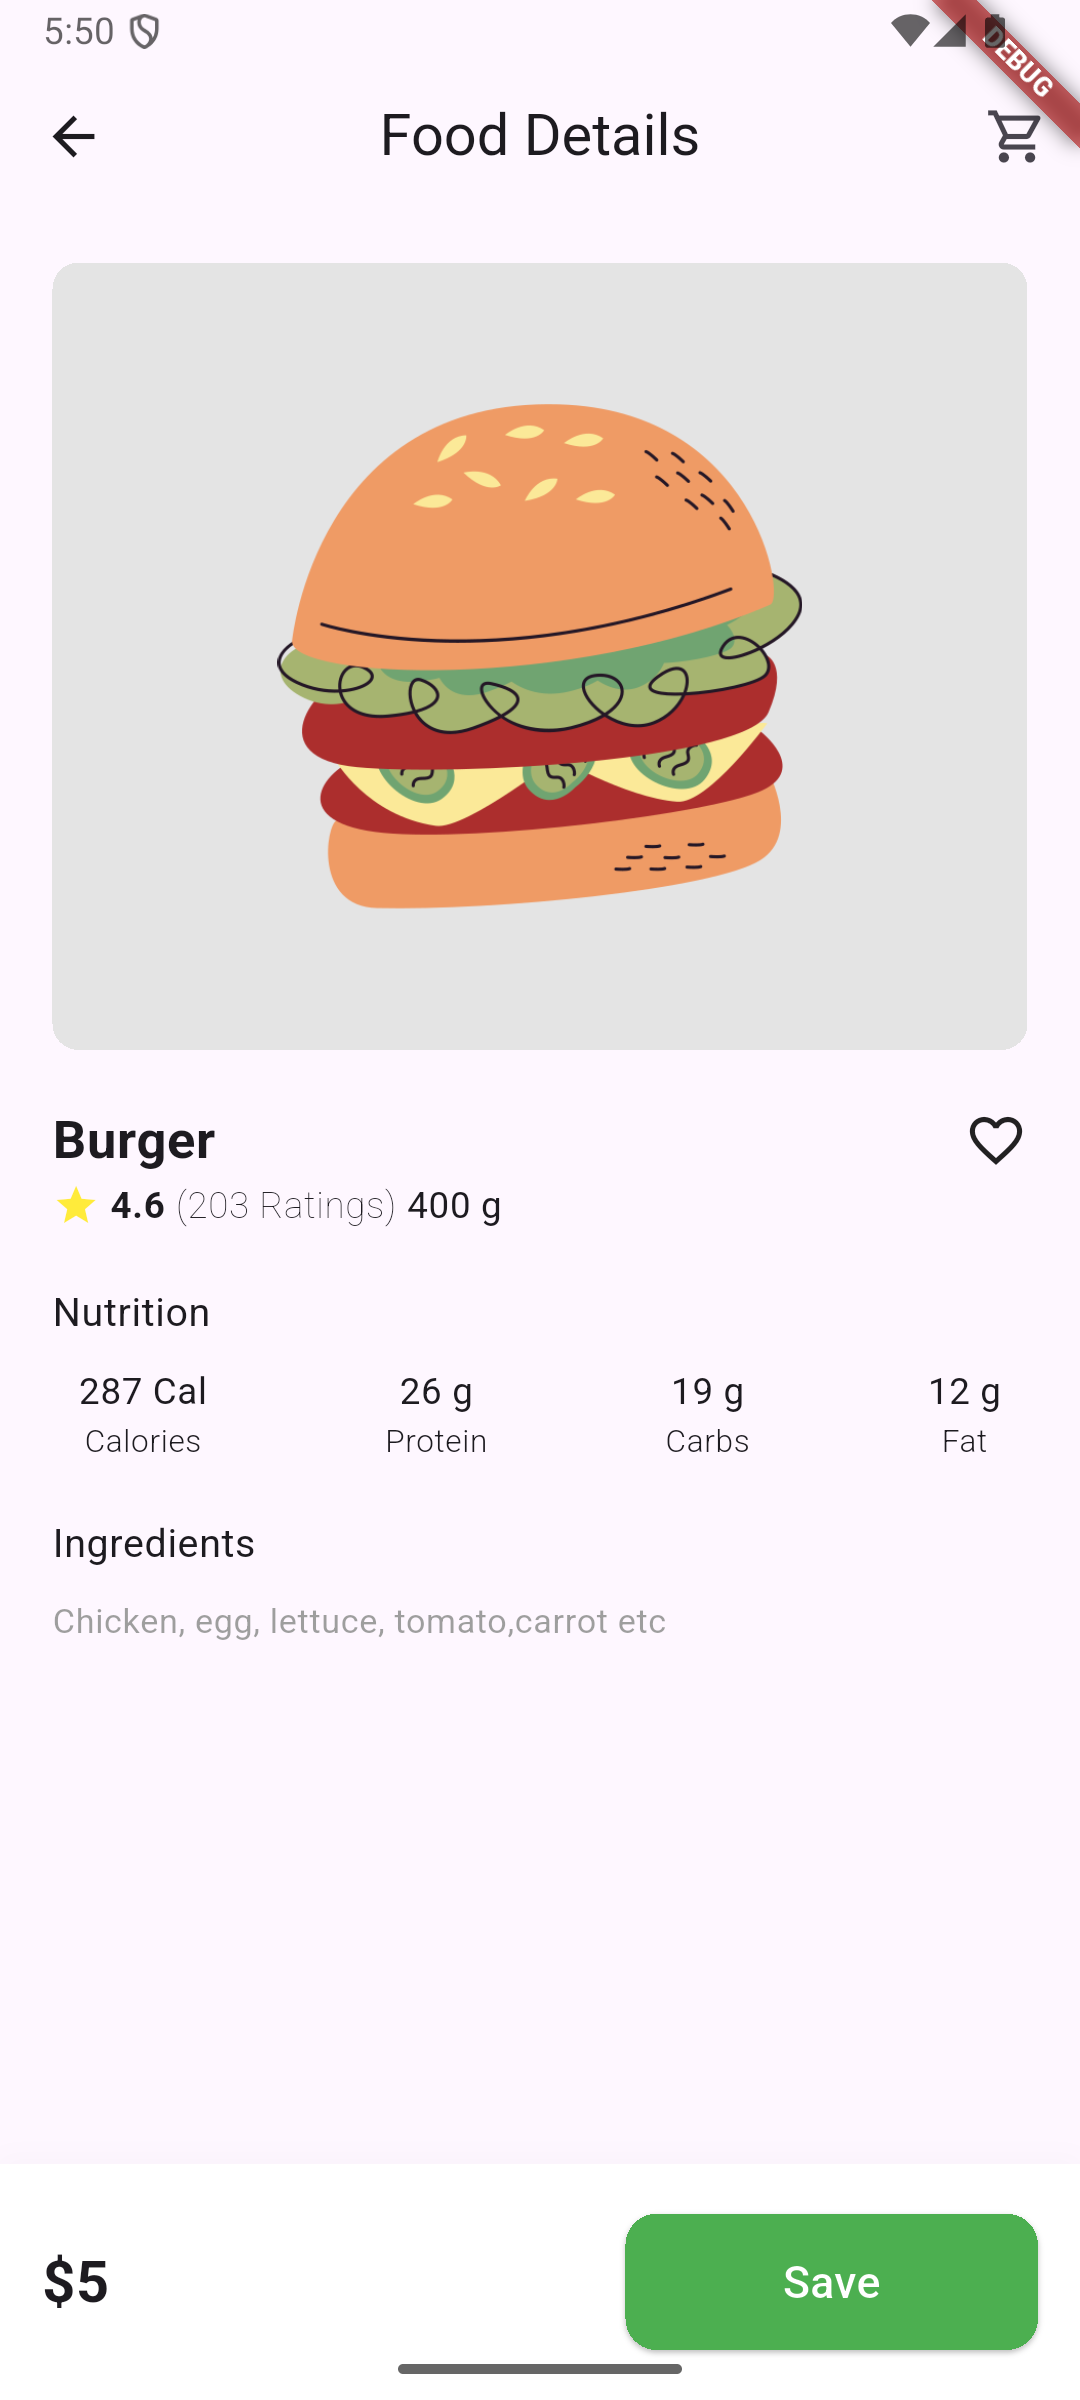 5:50
DEBUG
Food Details
Burger
4.6 (203 Ratings) 400 g
Nutrition
287 Cal 26 g 19 g 12 g
Calories Protein Carbs Fat
Ingredients
Chicken, egg, lettuce, tomato,carrot etc
$5 Save